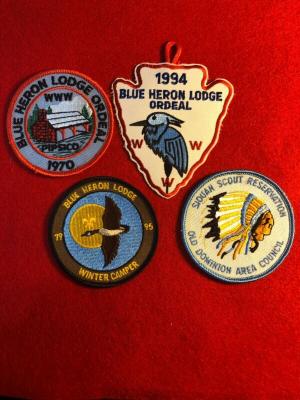 BLUE HERON LODGE ORDEAL
WWW
PIPSICO
1970
1994
BLUE HERON LODGE
ORDEAL
W W
W
BLUE HERON LODGE
79 95
WINTER CAMPER
SIOUAN SCOUT RESERVATION
OLD DOMINION AREA COUNCIL